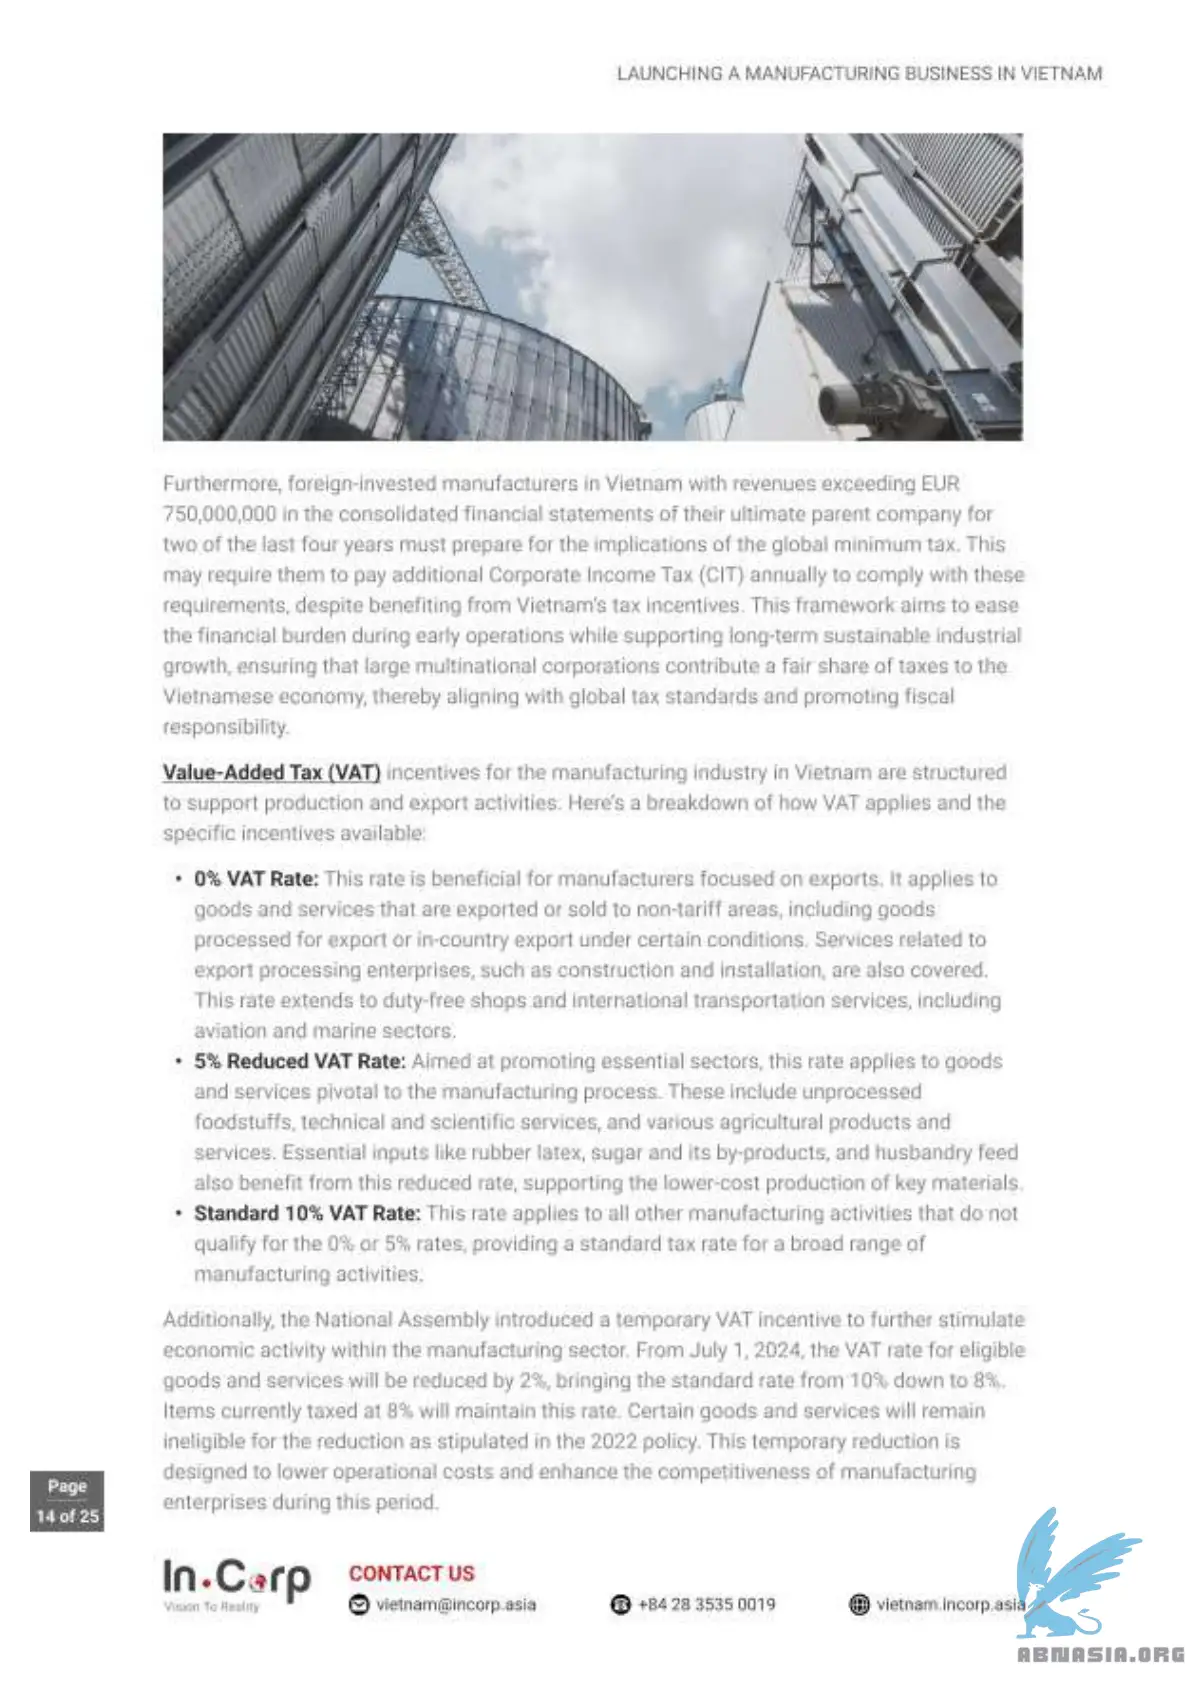 LAUNCHING A MANUFACTURING BUSINESS IN VIETNAM
Furthermore, foreign-invested manufacturers in Vietnam with revenues exceeding EUR
750,000,000 in the consolidated financial statements of their ultimate parent company for
two of the last four years must prepare for the implications of the global minimum tax. This
may require them to pay additional Corporate Income Tax (CIT) annually to comply with these
requirements, despite benefiting from Vietnam's tax incentives. This framework aims to ease
the financial burden during early operations while supporting long-term sustainable industrial
growth, ensuring that large multinational corporations contribute a fair share of taxes to the
Vietnamese economy, thereby aligning with global tax standards and promoting fiscal
responsibility.
Value-Added Tax (VAT) incentives for the manufacturing industry in Vietnam are structured
to support production and export activities. Here's a breakdown of how VAT applies and the
specific incentives available:
• 0% VAT Rate: This rate is beneficial for manufacturers focused on exports. It applies to
goods and services that are exported or sold to non-tariff areas, including goods
processed for export or in-country export under certain conditions. Services related to
export processing enterprises, such as construction and installation, are also covered.
This rate extends to duty-free shops and international transportation services, including
aviation and marine sectors.
• 5% Reduced VAT Rate: Aimed at promoting essential sectors, this rate applies to goods
and services pivotal to the manufacturing process. These include unprocessed
foodstuffs, technical and scientific services, and various agricultural products and
services. Essential inputs like rubber latex, sugar and its by-products, and husbandry feed
also benefit from this reduced rate, supporting the lower-cost production of key materials.
• Standard 10% VAT Rate: This rate applies to all other manufacturing activities that do not
qualify for the 0% or 5% rates, providing a standard tax rate for a broad range of
manufacturing activities.
Additionally, the National Assembly introduced a temporary VAT incentive to further stimulate
economic activity within the manufacturing sector. From July 1, 2024, the VAT rate for eligible
goods and services will be reduced by 2%, bringing the standard rate from 10% down to 8%.
Items currently taxed at 8% will maintain this rate. Certain goods and services will remain
ineligible for the reduction as stipulated in the 2022 policy. This temporary reduction is
designed to lower operational costs and enhance the competitiveness of manufacturing
enterprises during this period.
Page
14 of 25
In.Corp
Vision To Reality
CONTACT US
vietnam@incorp.asia
+84 28 3535 0019
vietnam.incorp.asia
ABNASIA.ORG